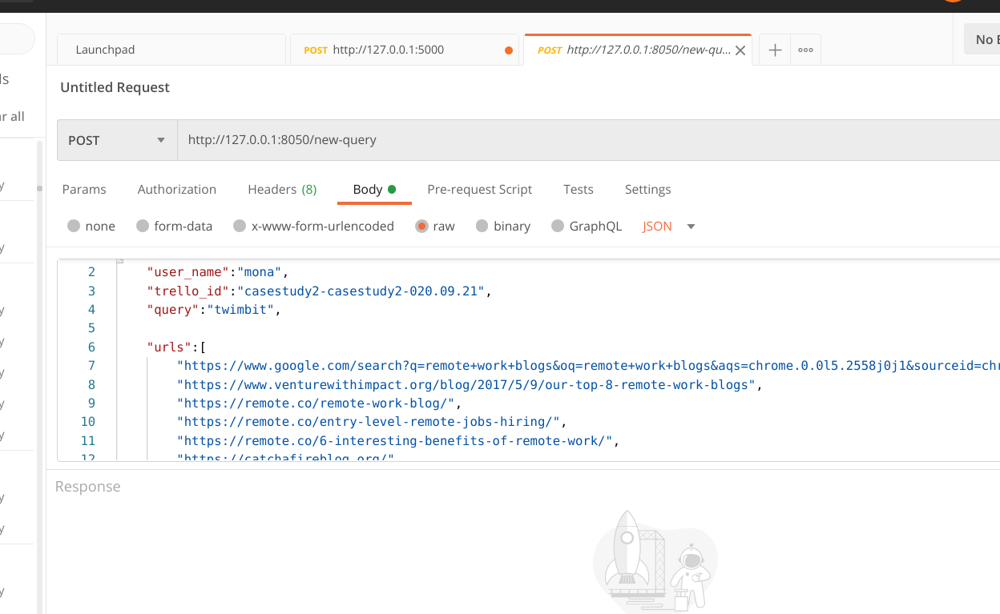 Launchpad
POST http://127.0.0.1:5000
POST http://127.0.0.1:8050/new-qu...
No
Untitled Request
ls
r all
POST
http://127.0.0.1:8050/new-query
Params Authorization Headers (8) Body Pre-request Script Tests Settings
none form-data x-www-form-urlencoded raw binary GraphQL JSON
2 "user_name":"mona",
3 "trello_id":"casestudy2-casestudy2-020.09.21",
4 "query":"twimbit",
5
6 "urls":[
7 "https://www.google.com/search?q=remote+work+blogs&oq=remote+work+blogs&aqs=chrome.0.0l5.2558j0j1&sourceid=chr
8 "https://www.venturewithimpact.org/blog/2017/5/9/our-top-8-remote-work-blogs",
9 "https://remote.co/remote-work-blog/",
10 "https://remote.co/entry-level-remote-jobs-hiring/",
11 "https://remote.co/6-interesting-benefits-of-remote-work/",
12 "https://catchafireblog.org/"
Response